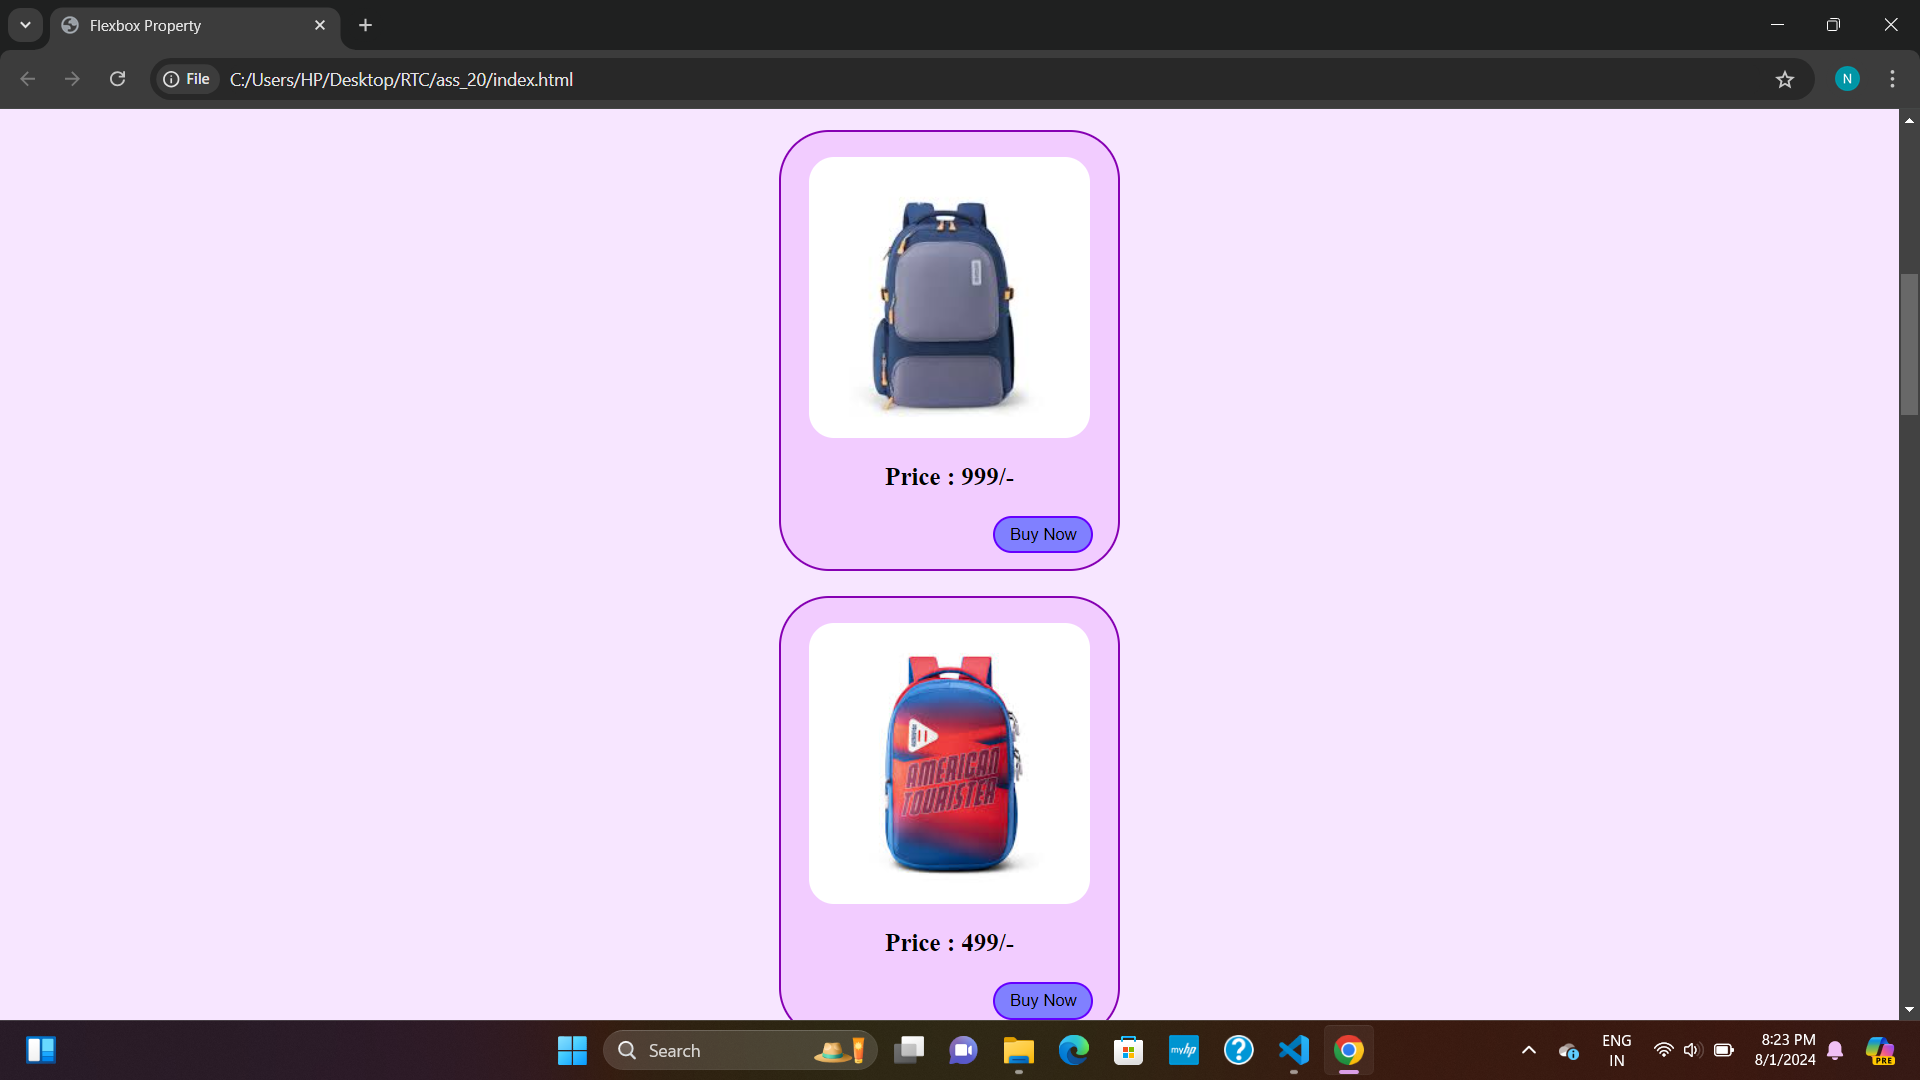 Flexbox Property
File C:/Users/HP/Desktop/RTC/ass_20/index.html
N
Price : 999/-
Buy Now
AMERICAN
TOURISTER
Price : 499/-
Buy Now
Search
myhp
ENG
IN
8:23 PM
8/1/2024
PRE